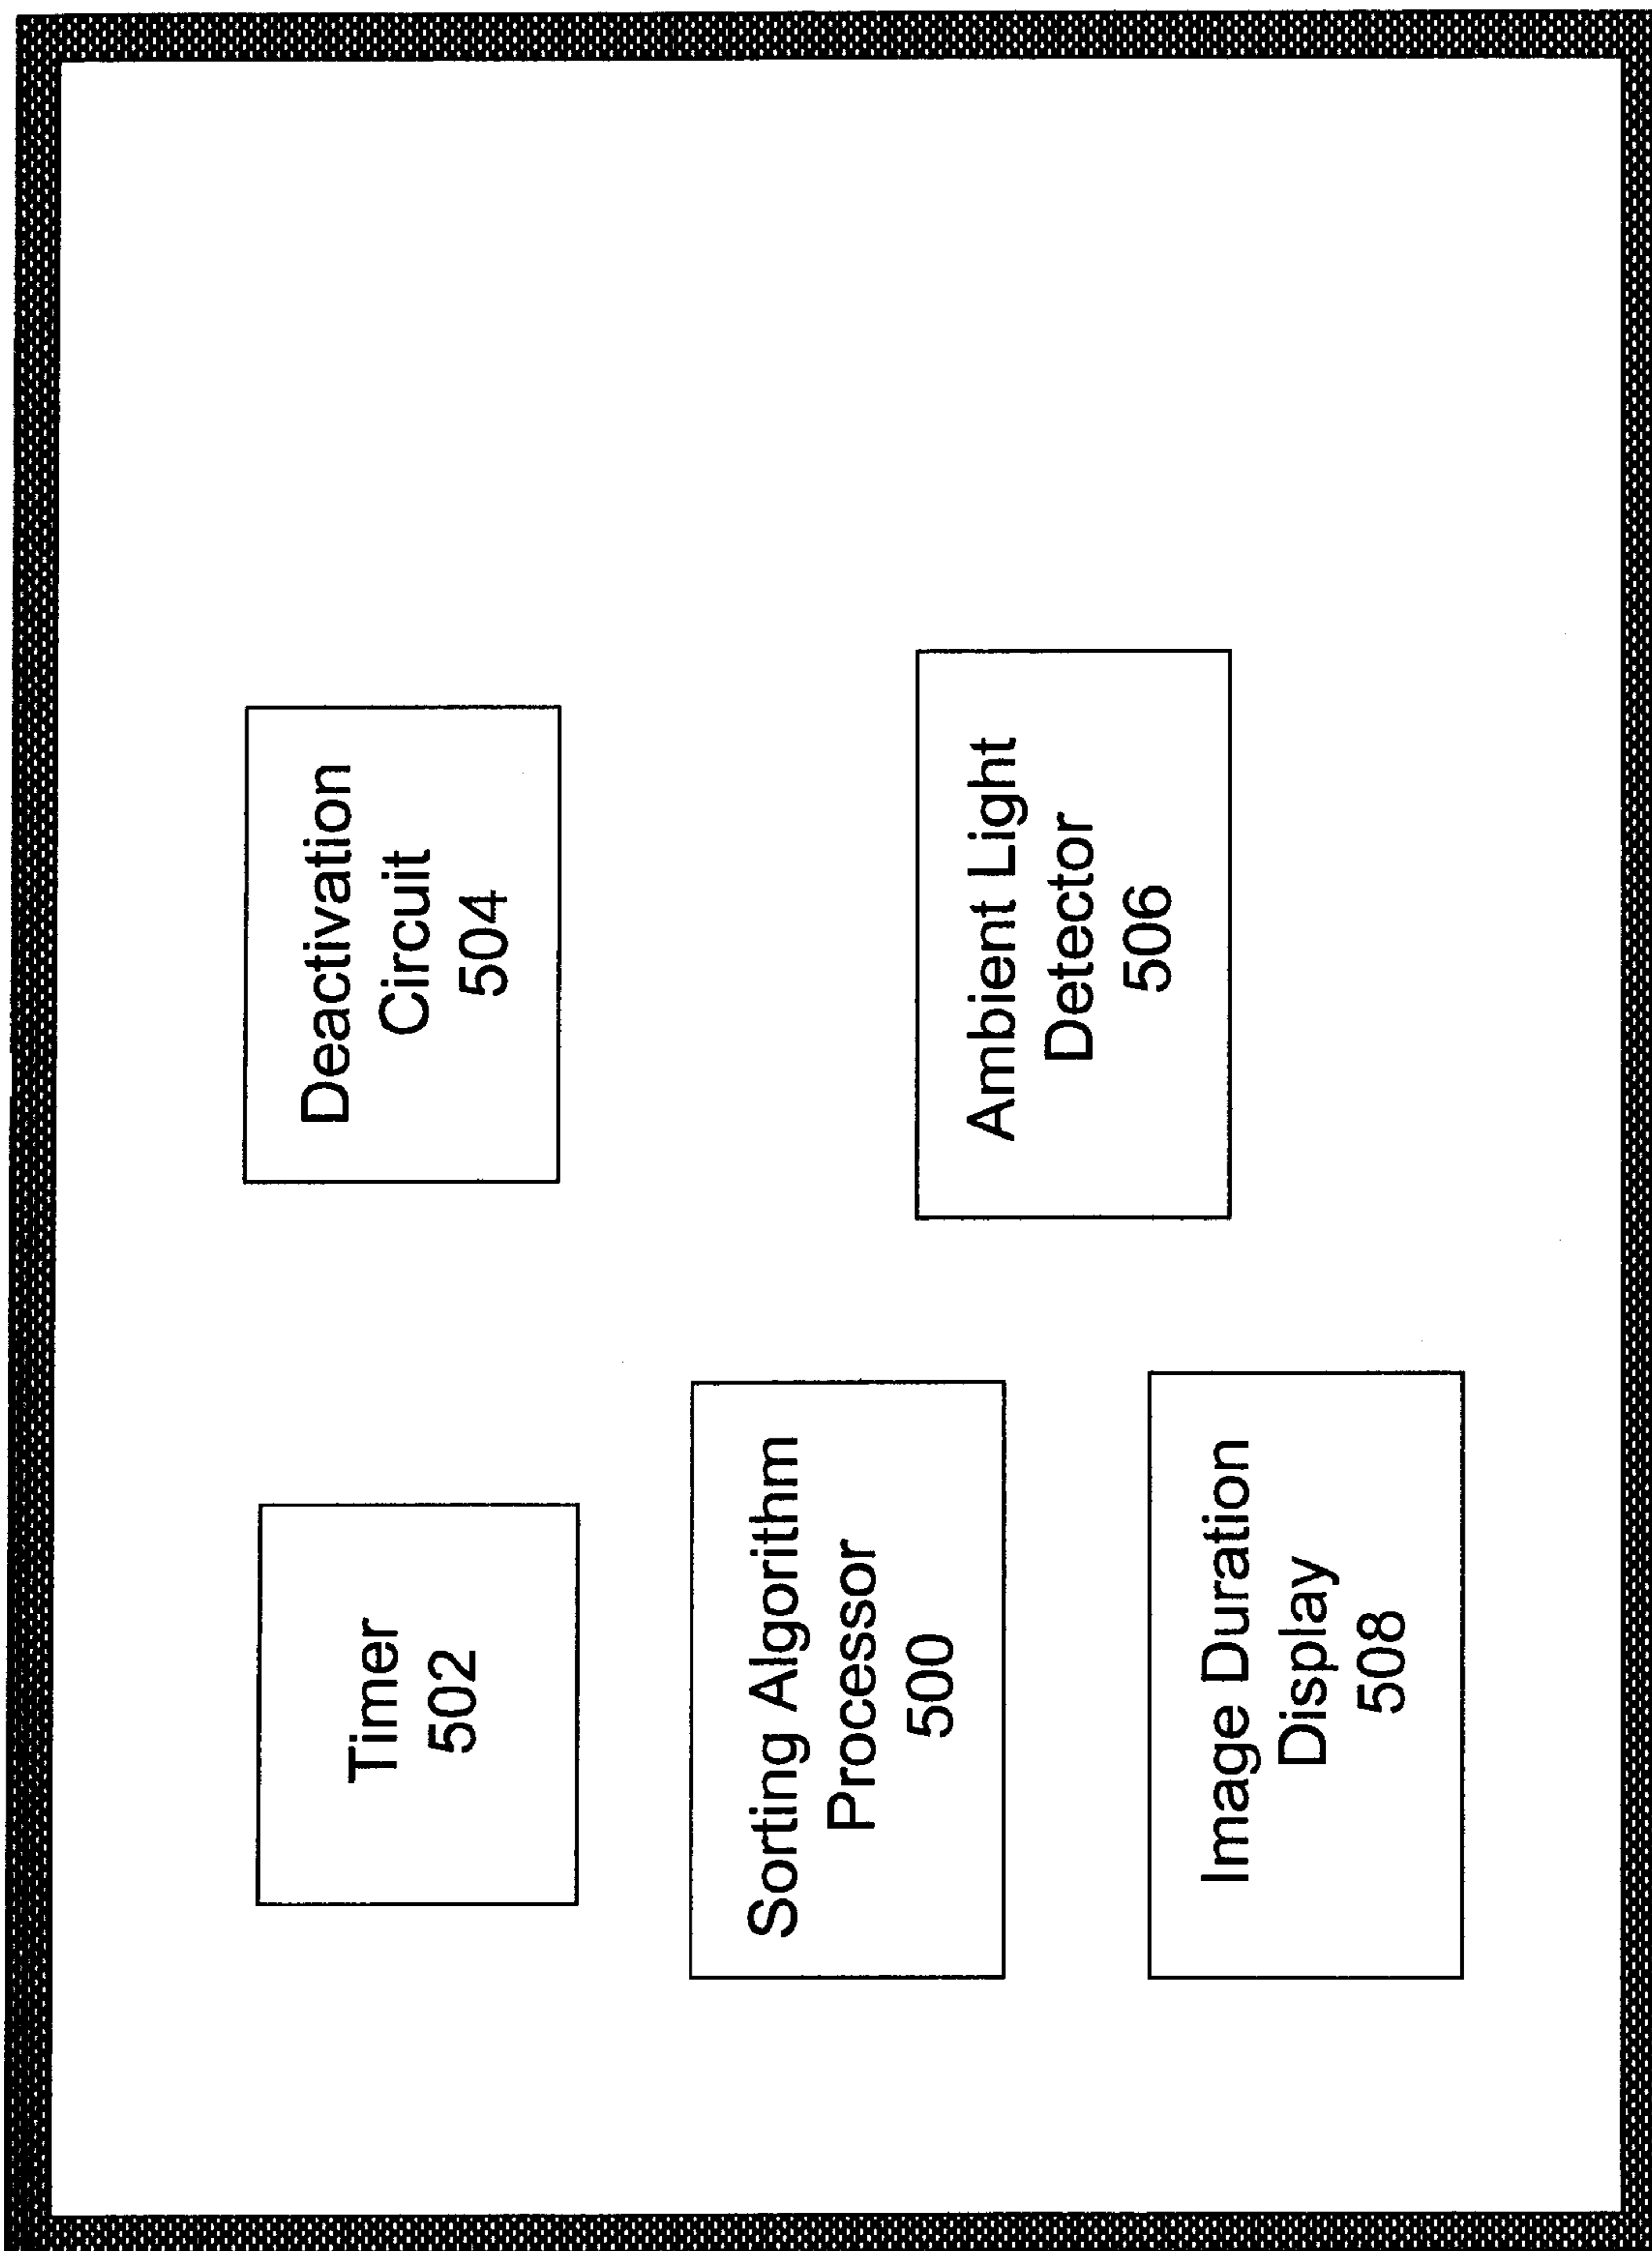 Timer
502
Deactivation
Circuit
504
Sorting Algorithm
Processor
500
Ambient Light
Detector
506
Image Duration
Display
508